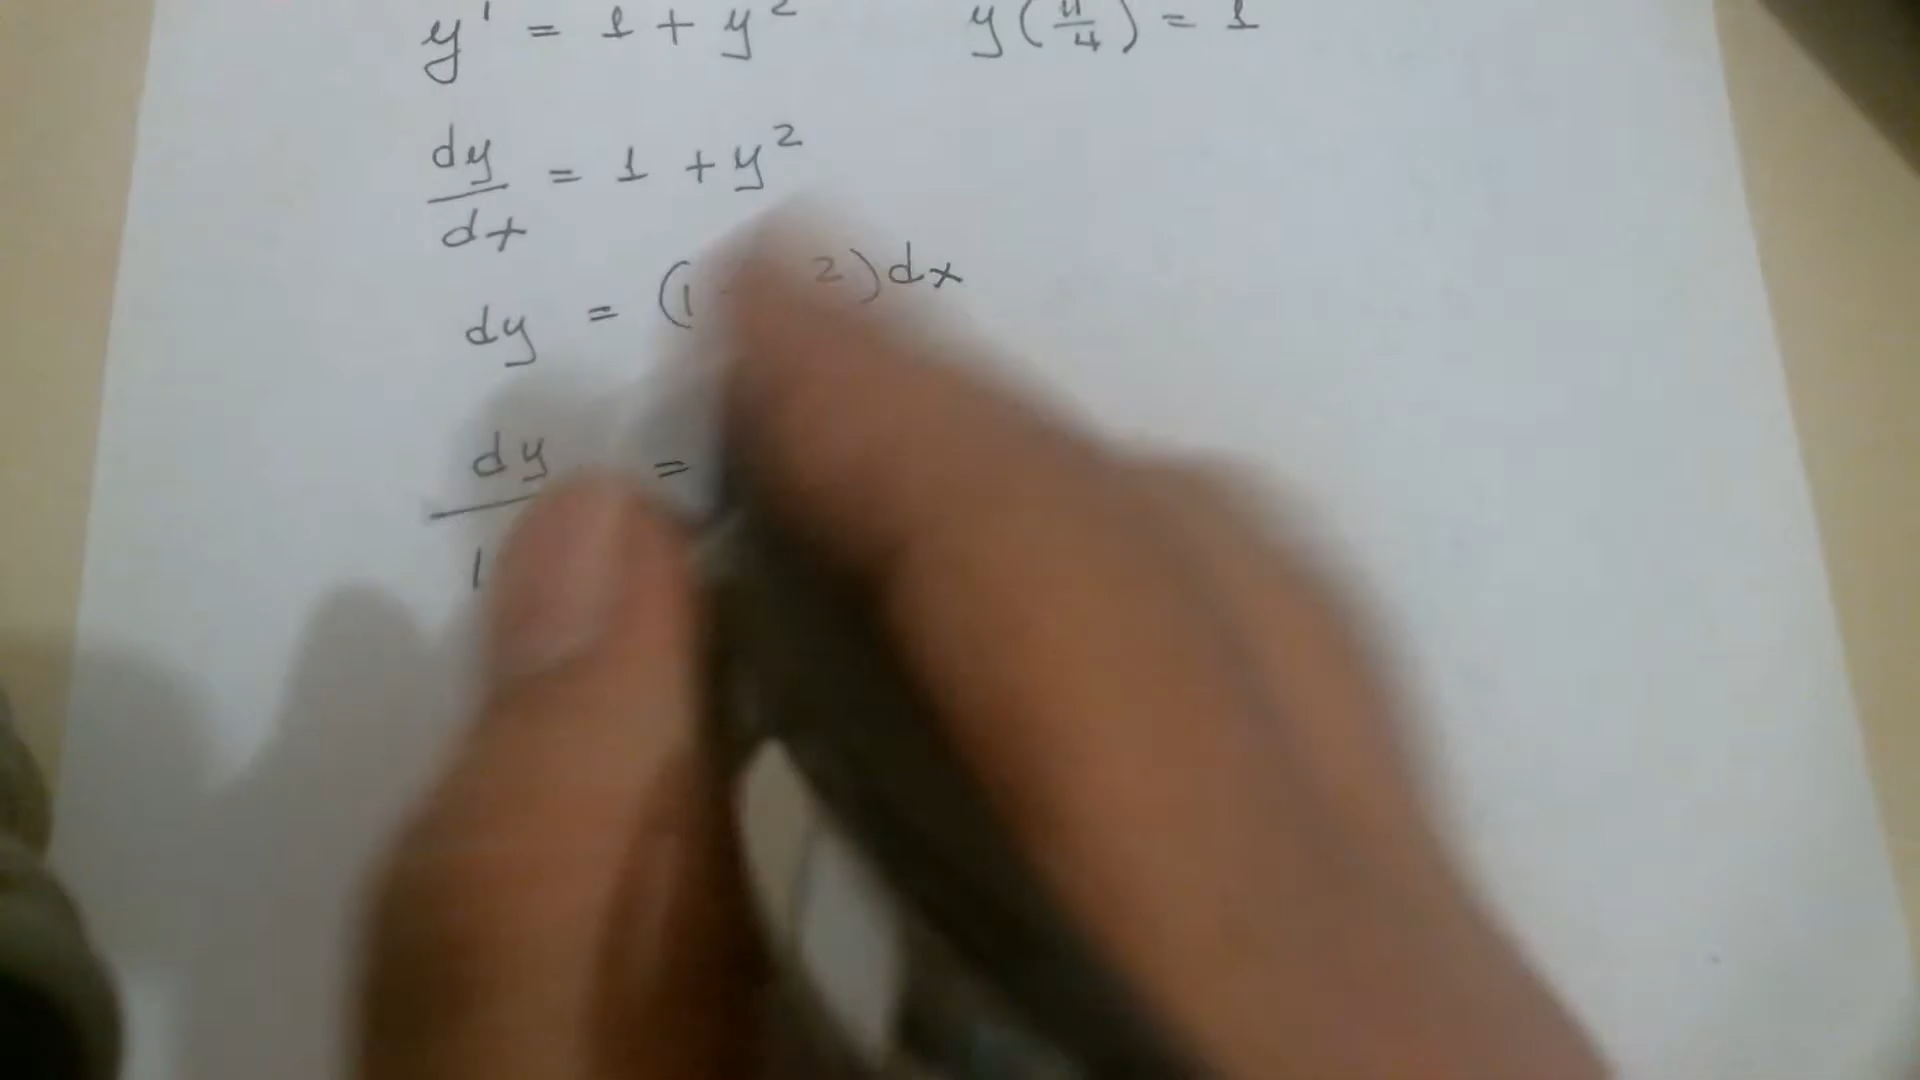 y' = 1 + y² y(π/4) = 1
dy/dx = 1 + y²
dy = (1 2)dx
dy/1 =